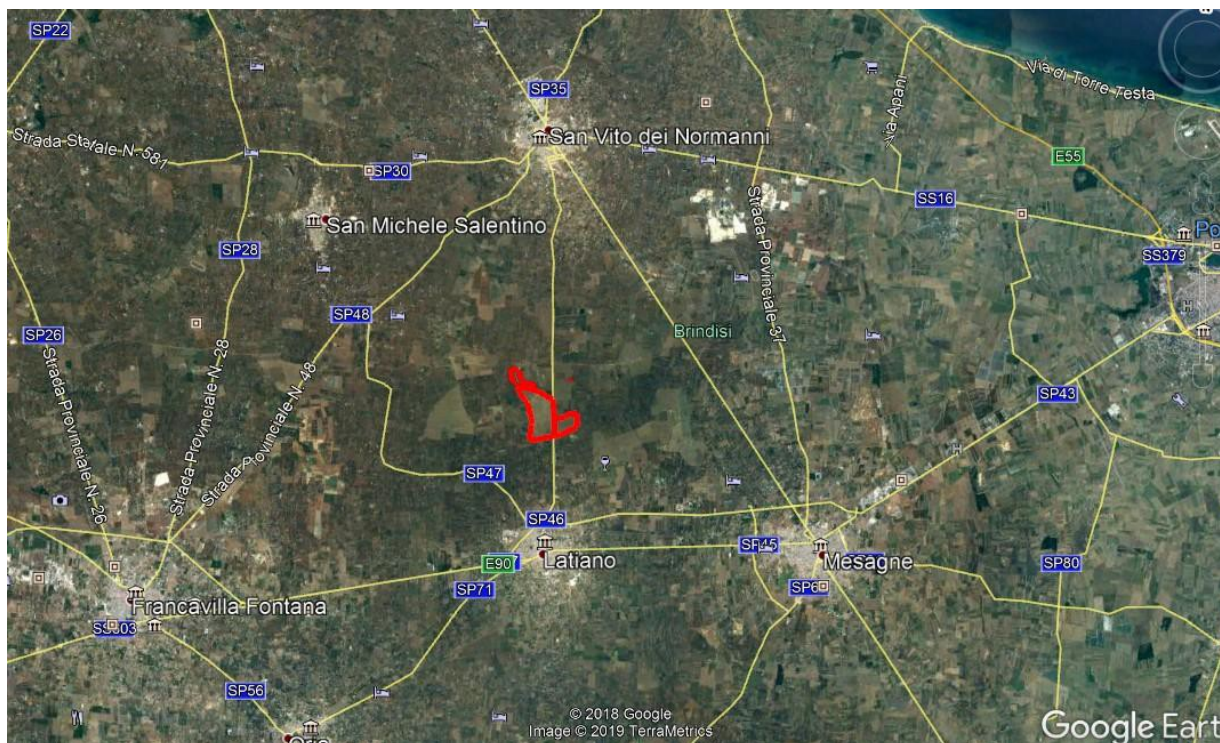 SP22
SP35
Via di Torre Testa
Via Apani
San Vito dei Normanni
Strada Statale N. 581
E55
SP30
SS16
San Michele Salentino
Strada Provinciale 37
Po
SP28
SS379
SP48
Brindisi
SP26
Strada Provinciale N. 26
Strada Provinciale N. 28
Strada Provinciale N. 48
SP43
SP47
SP46
SP45
E90
Latiano
Mesagne
SP71
SP80
Francavilla Fontana
SP56
© 2018 Google
Image © 2019 TerraMetrics
Google Eart